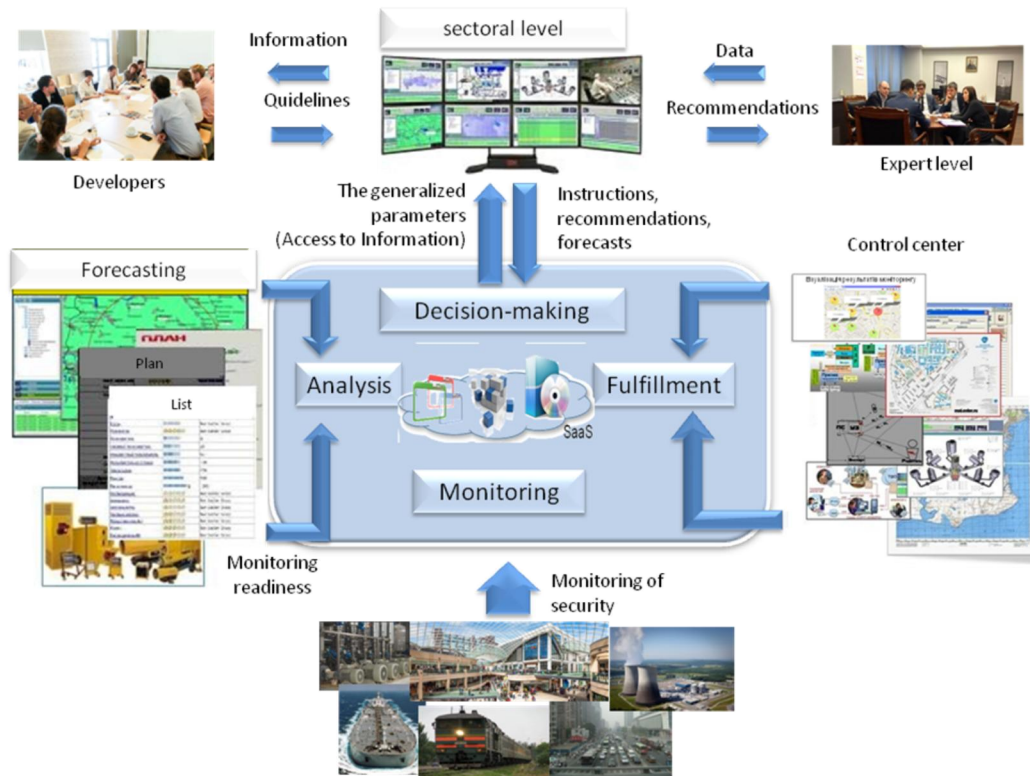 sectoral level
Information
Quidelines
Data
Recommendations
Developers
Expert level
The generalized
parameters
(Access to Information)
Instructions,
recommendations,
forecasts
Control center
Forecasting
Decision-making
Plan
List
Analysis
Fulfillment
SaaS
Monitoring
Monitoring
readiness
Monitoring of
security